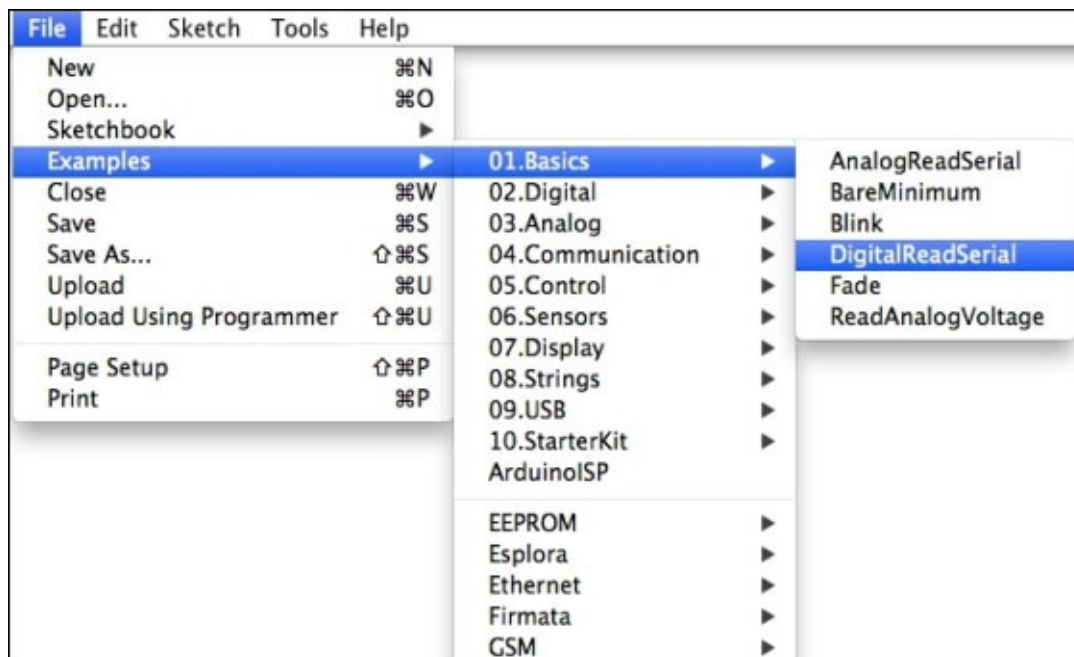 File Edit Sketch Tools Help
New ⌘N
Open... ⌘O
Sketchbook ▶
Examples ▶
Close ⌘W
Save ⌘S
Save As... ⇧⌘S
Upload ⌘U
Upload Using Programmer ⇧⌘U
Page Setup ⇧⌘P
Print ⌘P
01.Basics ▶
02.Digital ▶
03.Analog ▶
04.Communication ▶
05.Control ▶
06.Sensors ▶
07.Display ▶
08.Strings ▶
09.USB ▶
10.StarterKit ▶
ArduinoISP
EEPROM ▶
Esplora ▶
Ethernet ▶
Firmata ▶
GSM ▶
AnalogReadSerial
BareMinimum
Blink
DigitalReadSerial
Fade
ReadAnalogVoltage